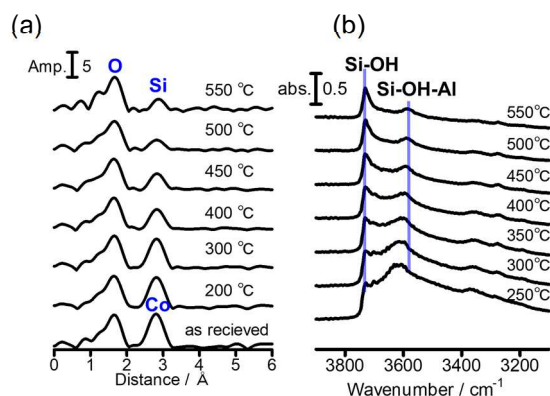 (a)
Amp. 5
O
Si
550 °C
500 °C
450 °C
400 °C
300 °C
200 °C
Co
as recieved
0 1 2 3 4 5 6
Distance / Å
(b)
abs. 0.5
Si-OH
Si-OH-Al
550°C
500°C
450°C
400°C
350°C
300°C
250°C
3900 3600 3400 3200
Wavenumber / cm⁻¹